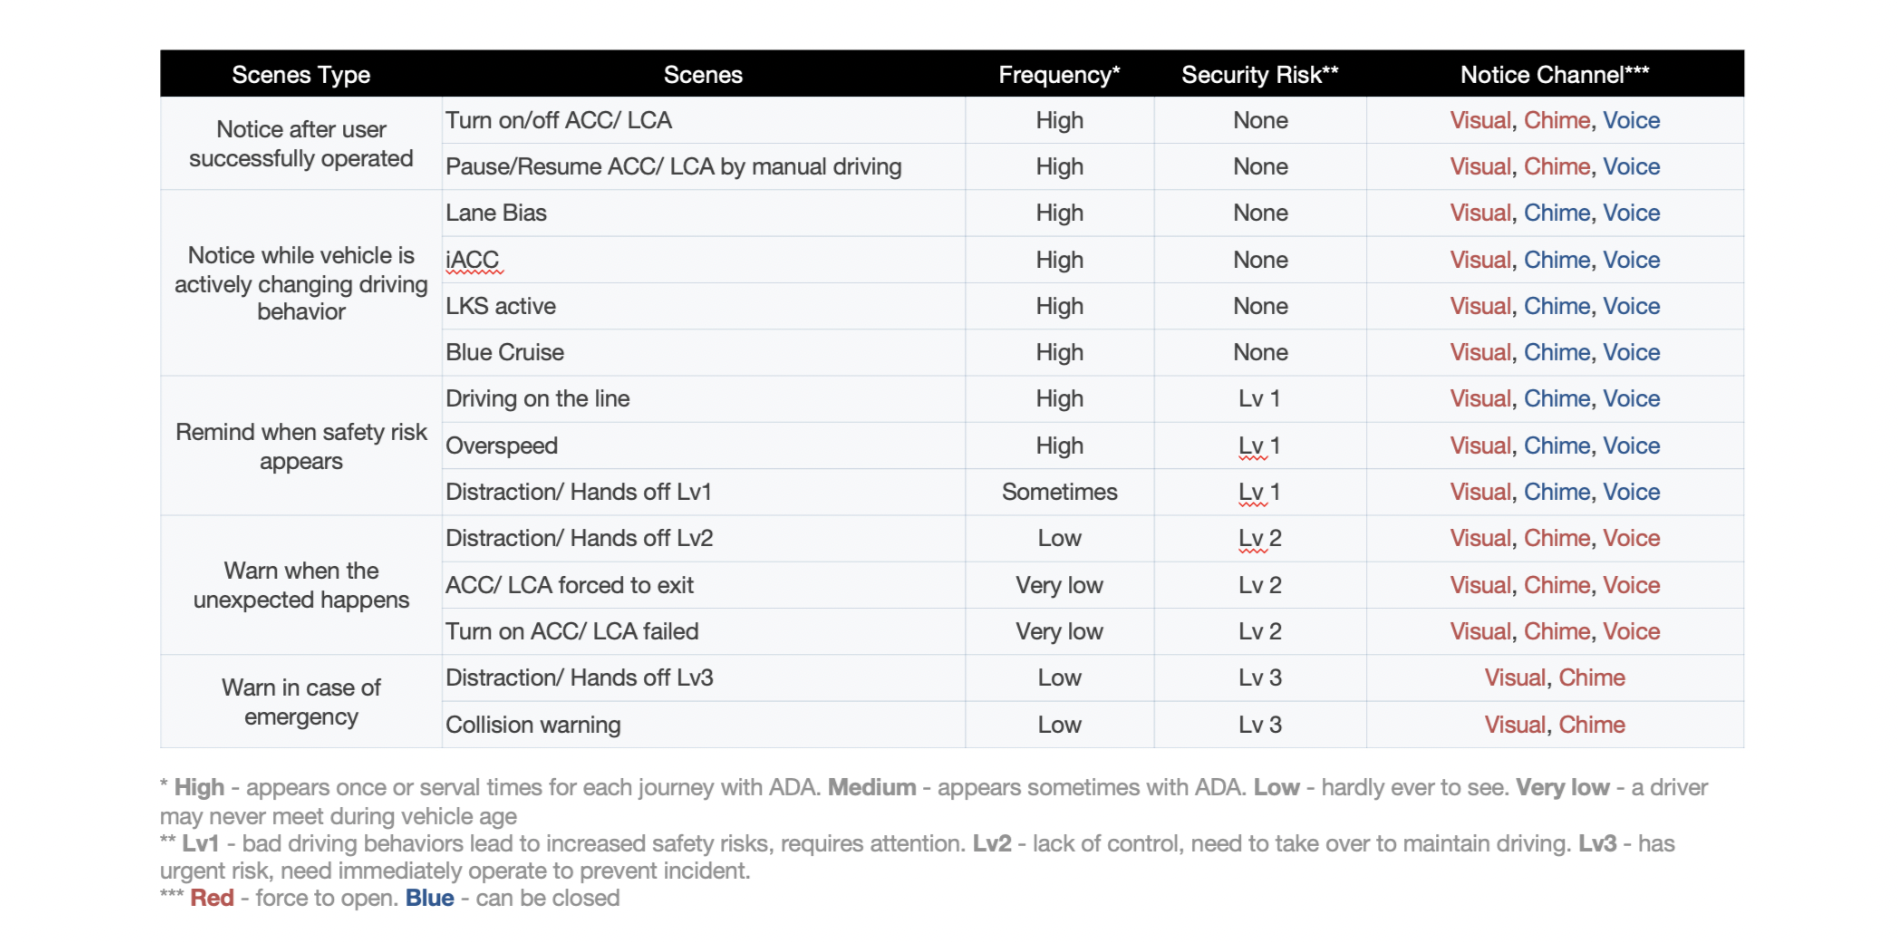 Scenes Type Scenes Frequency* Security Risk** Notice Channel***
Notice after user
successfully operated
Turn on/off ACC/ LCA High None Visual, Chime, Voice
Pause/Resume ACC/ LCA by manual driving High None Visual, Chime, Voice
Notice while vehicle is
actively changing driving
behavior
Lane Bias High None Visual, Chime, Voice
iACC High None Visual, Chime, Voice
LKS active High None Visual, Chime, Voice
Blue Cruise High None Visual, Chime, Voice
Remind when safety risk
appears
Driving on the line High Lv 1 Visual, Chime, Voice
Overspeed High Lv 1 Visual, Chime, Voice
Distraction/ Hands off Lv1 Sometimes Lv 1 Visual, Chime, Voice
Warn when the
unexpected happens
Distraction/ Hands off Lv2 Low Lv 2 Visual, Chime, Voice
ACC/ LCA forced to exit Very low Lv 2 Visual, Chime, Voice
Turn on ACC/ LCA failed Very low Lv 2 Visual, Chime, Voice
Warn in case of
emergency
Distraction/ Hands off Lv3 Low Lv 3 Visual, Chime
Collision warning Low Lv 3 Visual, Chime
* High - appears once or serval times for each journey with ADA. Medium - appears sometimes with ADA. Low - hardly ever to see. Very low - a driver
may never meet during vehicle age
** Lv1 - bad driving behaviors lead to increased safety risks, requires attention. Lv2 - lack of control, need to take over to maintain driving. Lv3 - has
urgent risk, need immediately operate to prevent incident.
*** Red - force to open. Blue - can be closed